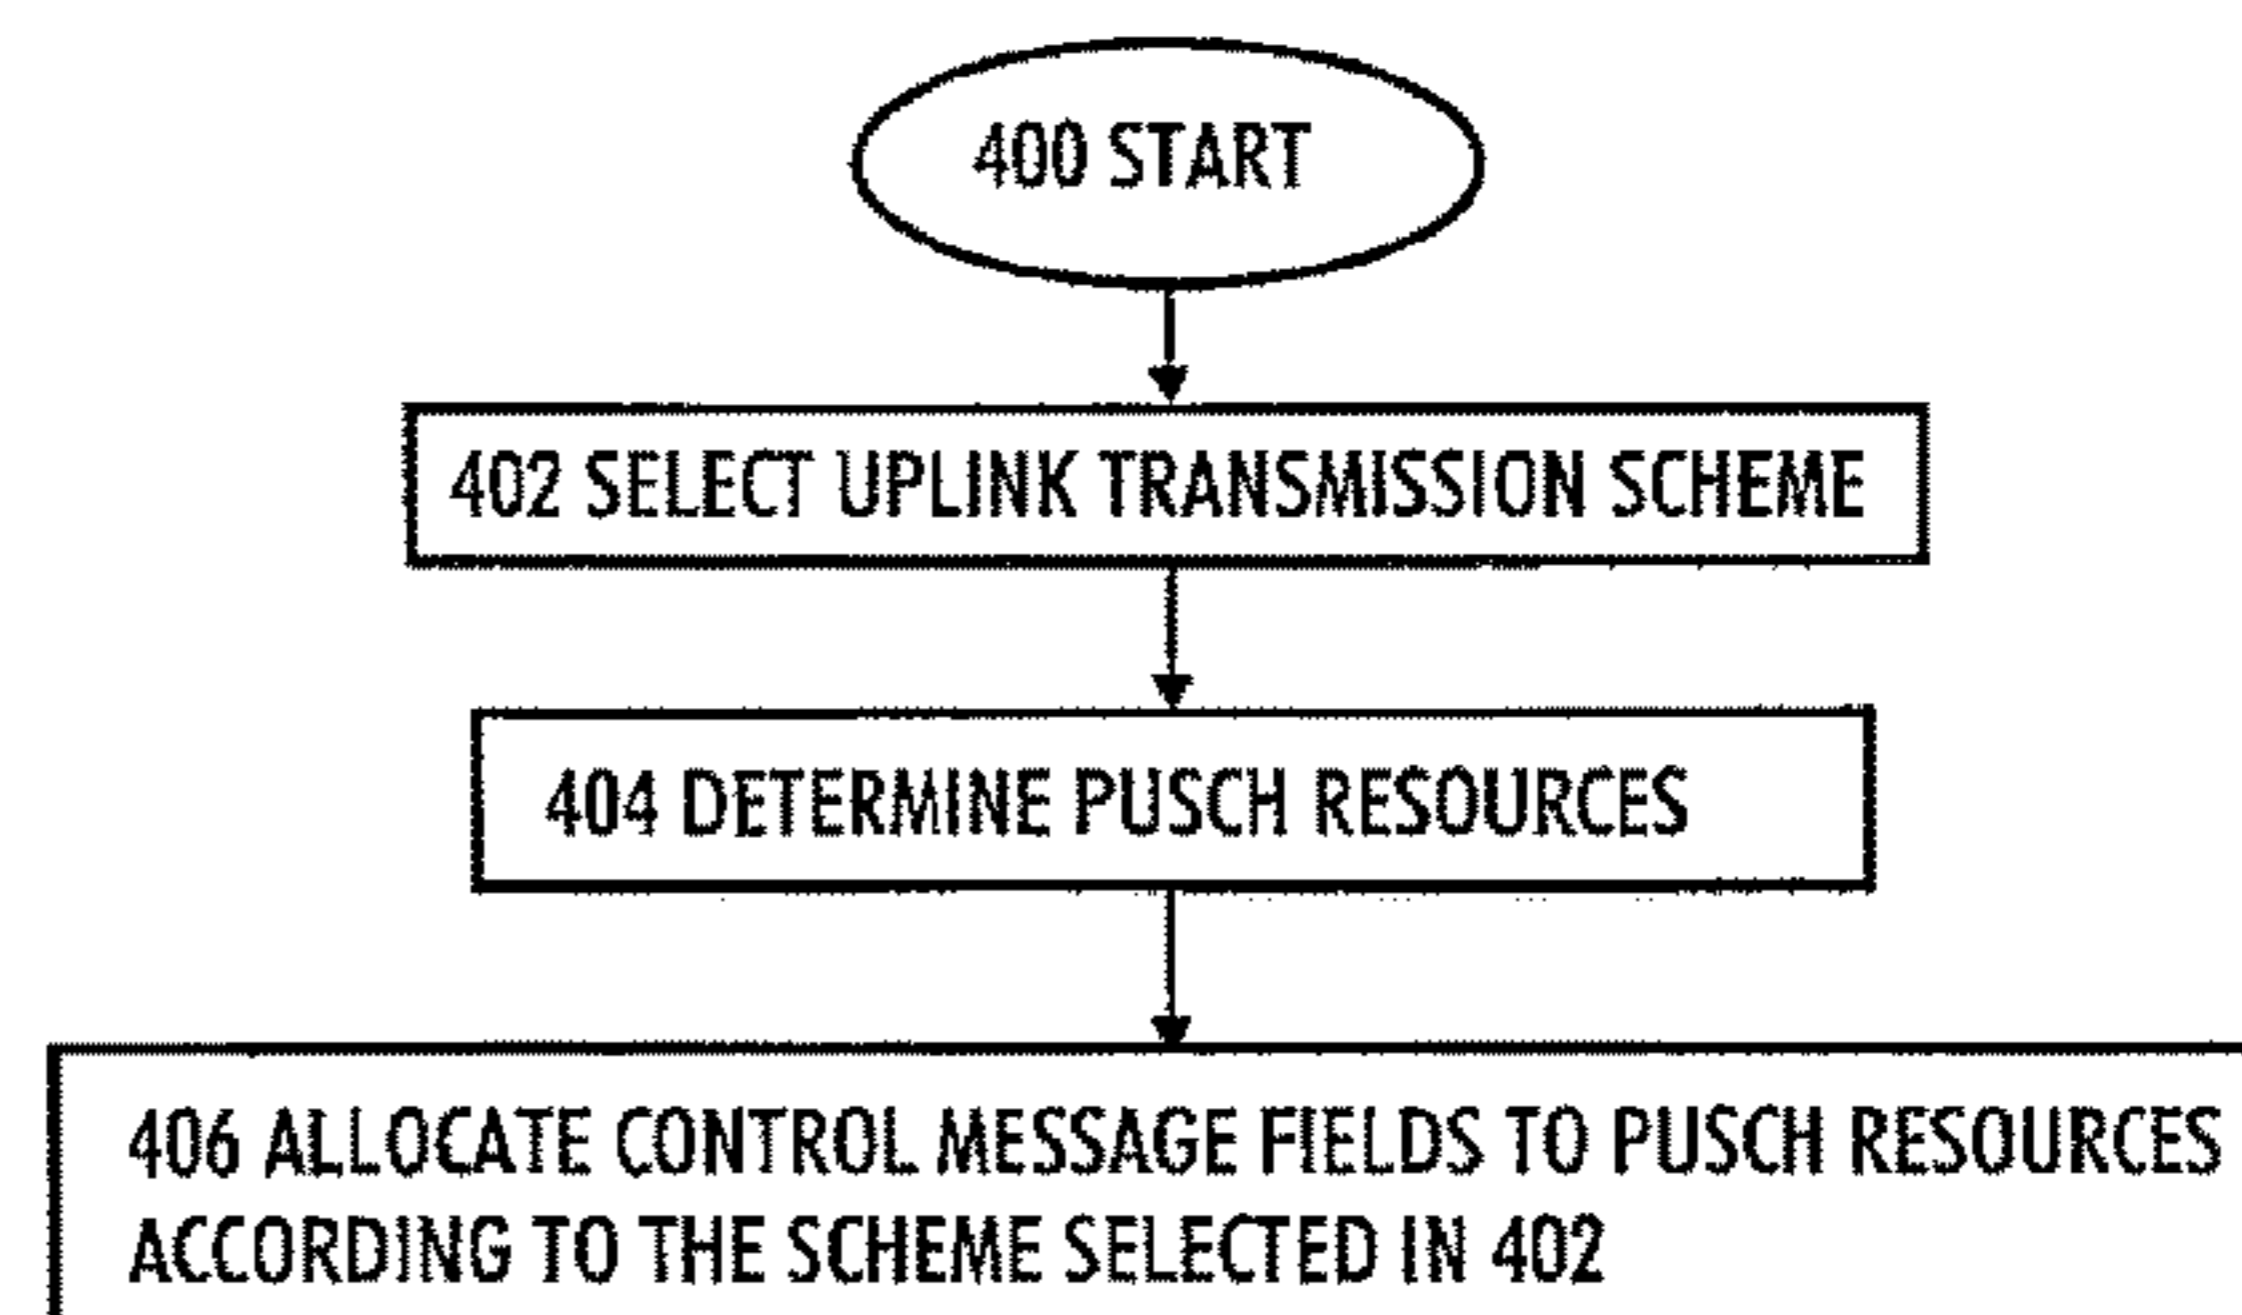 400 START
402 SELECT UPLINK TRANSMISSION SCHEME
404 DETERMINE PUSCH RESOURCES
406 ALLOCATE CONTROL MESSAGE FIELDS TO PUSCH RESOURCES
ACCORDING TO THE SCHEME SELECTED IN 402